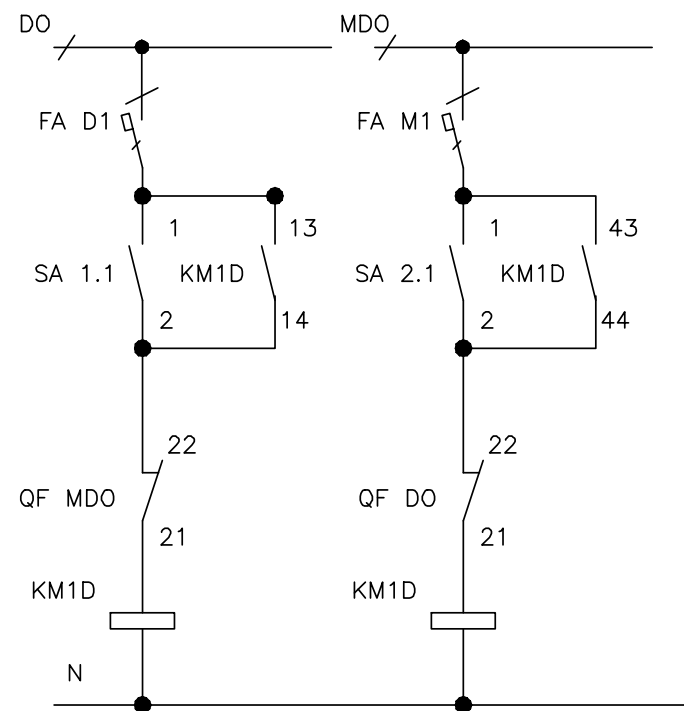 DO MDO
FA D1 FA M1
1 13 1 43
SA 1.1 KM1D SA 2.1 KM1D
2 14 2 44
22 22
QF MDO QF DO
21 21
KM1D KM1D
N